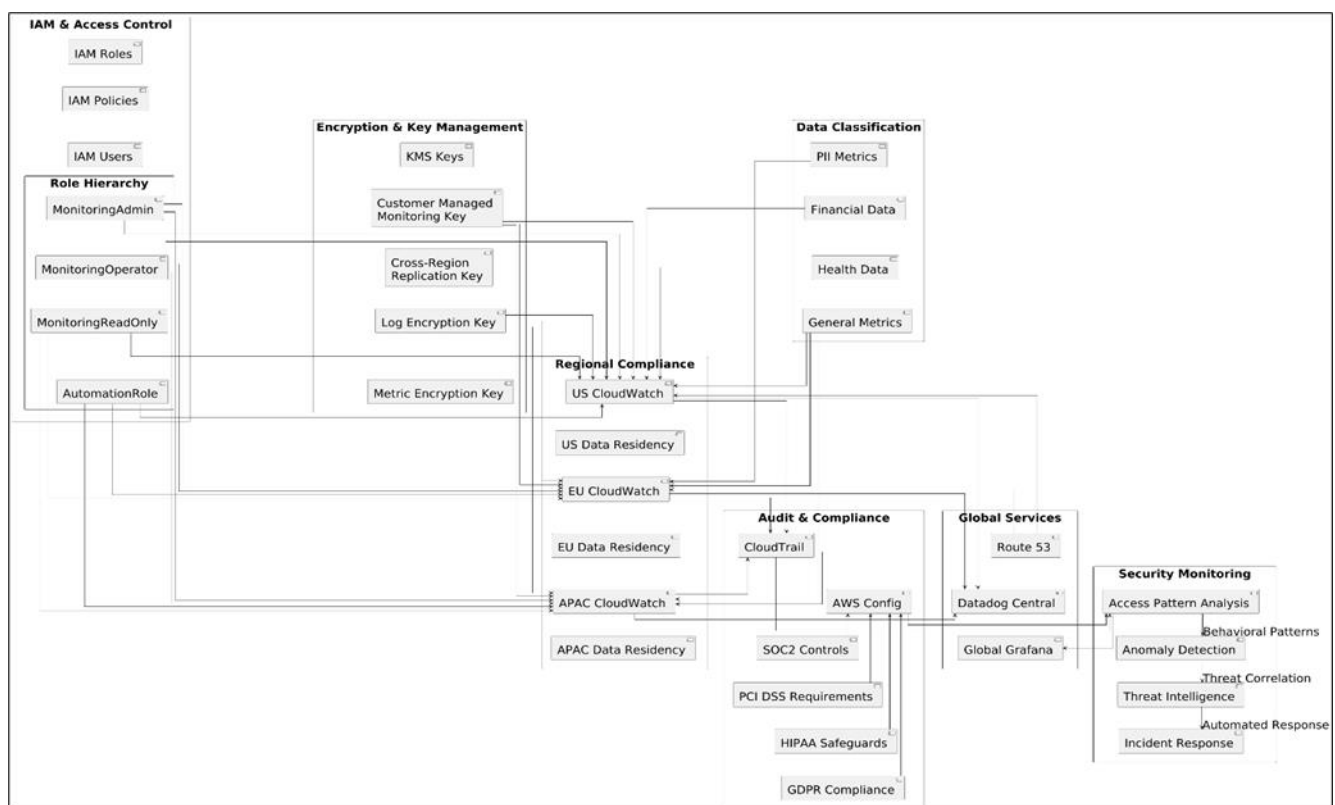 IAM & Access Control
IAM Roles
IAM Policies
IAM Users
Role Hierarchy
MonitoringAdmin
MonitoringOperator
MonitoringReadOnly
AutomationRole
Encryption & Key Management
KMS Keys
Customer Managed
Monitoring Key
Cross-Region
Replication Key
Log Encryption Key
Metric Encryption Key
Data Classification
PII Metrics
Financial Data
Health Data
General Metrics
Regional Compliance
US CloudWatch
US Data Residency
EU CloudWatch
EU Data Residency
APAC CloudWatch
APAC Data Residency
Audit & Compliance
CloudTrail
AWS Config
SOC2 Controls
PCI DSS Requirements
HIPAA Safeguards
GDPR Compliance
Global Services
Route 53
Datadog Central
Global Grafana
Security Monitoring
Access Pattern Analysis
Behavioral Patterns
Anomaly Detection
Threat Correlation
Threat Intelligence
Automated Response
Incident Response